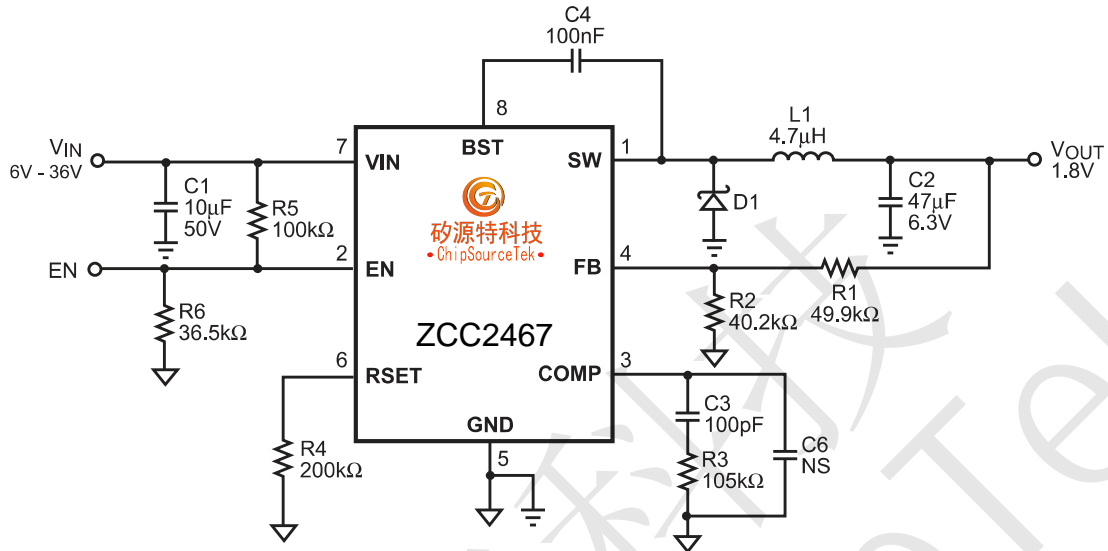 C4
100nF
8
BST
VIN
6V - 36V
7
VIN
1
SW
L1
4.7µH
VOUT
1.8V
C1
10µF
50V
R5
100kΩ
D1
C2
47µF
6.3V
矽源特科技
•ChipSourceTek•
EN
2
EN
4
FB
R1
49.9kΩ
R2
40.2kΩ
R6
36.5kΩ
ZCC2467
6
RSET
3
COMP
R4
200kΩ
GND
5
C3
100pF
R3
105kΩ
C6
NS